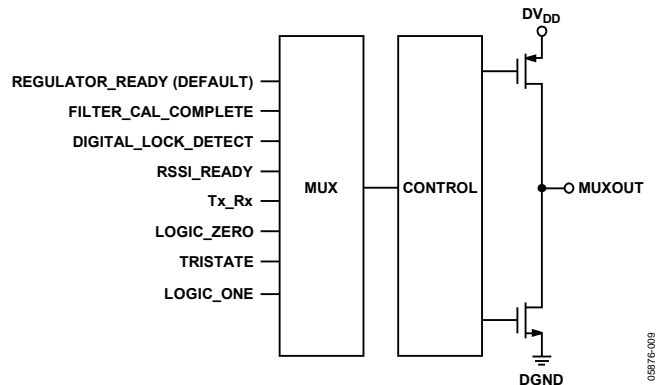 DVDD
REGULATOR_READY (DEFAULT)
FILTER_CAL_COMPLETE
DIGITAL_LOCK_DETECT
RSSI_READY
Tx_Rx
LOGIC_ZERO
TRISTATE
LOGIC_ONE
MUX
CONTROL
MUXOUT
DGND
05876-009